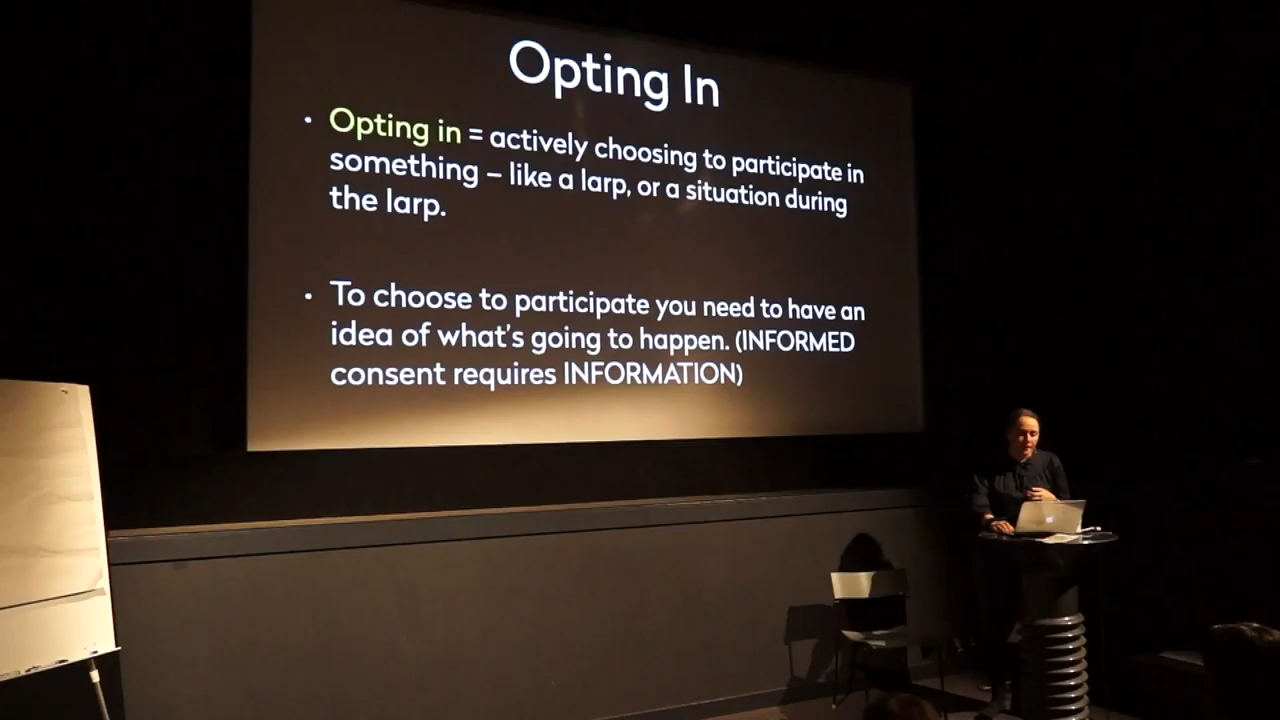 Opting In
• Opting in = actively choosing to participate in
something – like a larp, or a situation during
the larp.
• To choose to participate you need to have an
idea of what's going to happen. (INFORMED
consent requires INFORMATION)